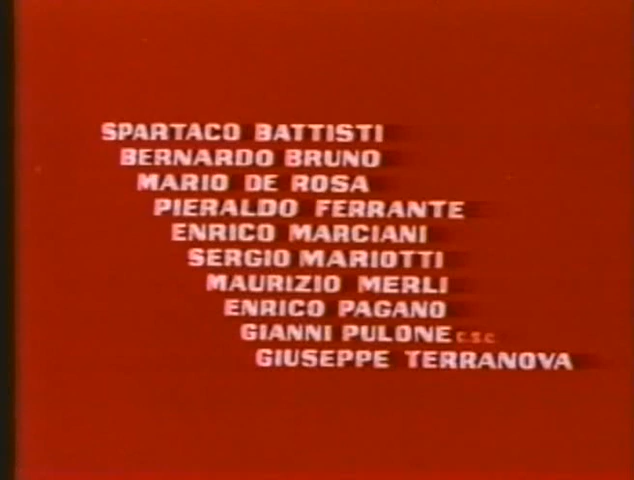 SPARTACO BATTISTI
BERNARDO BRUNO
MARIO DE ROSA
PIERALDO FERRANTE
ENRICO MARCIANI
SERGIO MARIOTTI
MAURIZIO MERLI
ENRICO PAGANO
GIANNI PULONE C.S.C
GIUSEPPE TERRANOVA